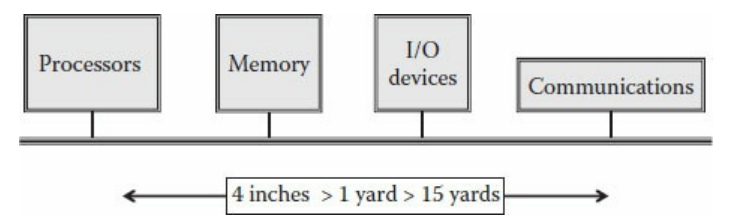 Processors
Memory
I/O
devices
Communications
4 inches > 1 yard > 15 yards